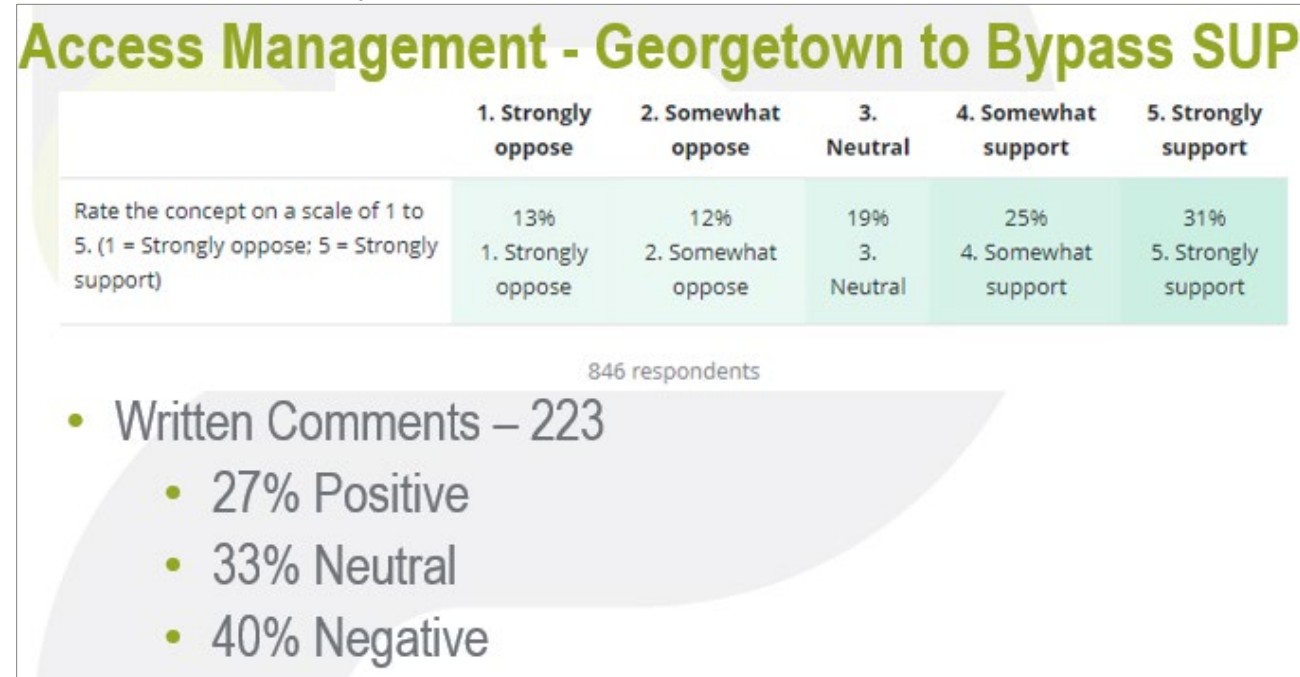 Access Management - Georgetown to Bypass SUP
1. Strongly oppose 2. Somewhat oppose 3. Neutral 4. Somewhat support 5. Strongly support
Rate the concept on a scale of 1 to
5. (1 = Strongly oppose; 5 = Strongly
support)
13% 1. Strongly oppose
12% 2. Somewhat oppose
19% 3. Neutral
25% 4. Somewhat support
31% 5. Strongly support
846 respondents
• Written Comments – 223
• 27% Positive
• 33% Neutral
• 40% Negative